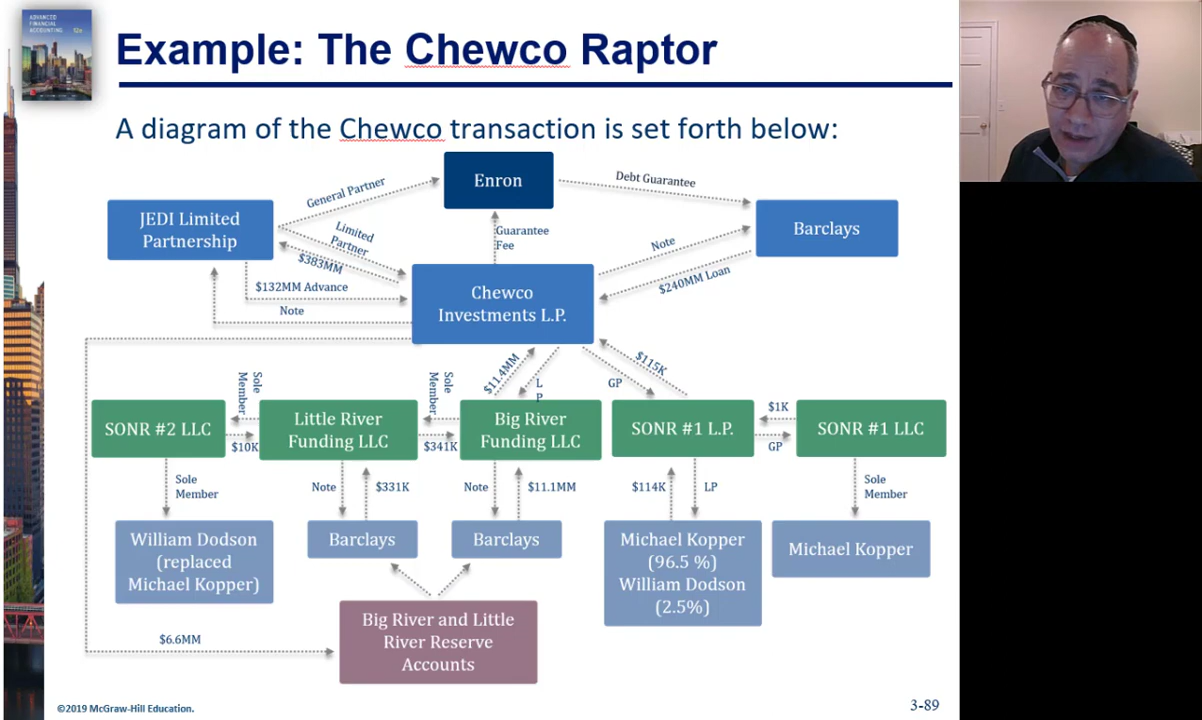 ADVANCED
FINANCIAL
ACCOUNTING
12e
Example: The Chewco Raptor
A diagram of the Chewco transaction is set forth below:
Enron
General Partner
Debt Guarantee
JEDI Limited
Partnership
Barclays
Limited
Partner
$383MM
Guarantee
Fee
Note
$240MM Loan
$132MM Advance
Note
Chewco
Investments L.P.
$11.4MM
L
P
GP
$115K
Sole
Member
Sole
Member
SONR #2 LLC
$10K
Little River
Funding LLC
$341K
Big River
Funding LLC
SONR #1 L.P.
$1K
GP
SONR #1 LLC
Sole
Member
Note
$331K
Note
$11.1MM
$114K
LP
Sole
Member
William Dodson
(replaced
Michael Kopper)
Barclays
Barclays
Michael Kopper
(96.5 %)
William Dodson
(2.5%)
Michael Kopper
Big River and Little
River Reserve
Accounts
$6.6MM
©2019 McGraw-Hill Education.
3-89